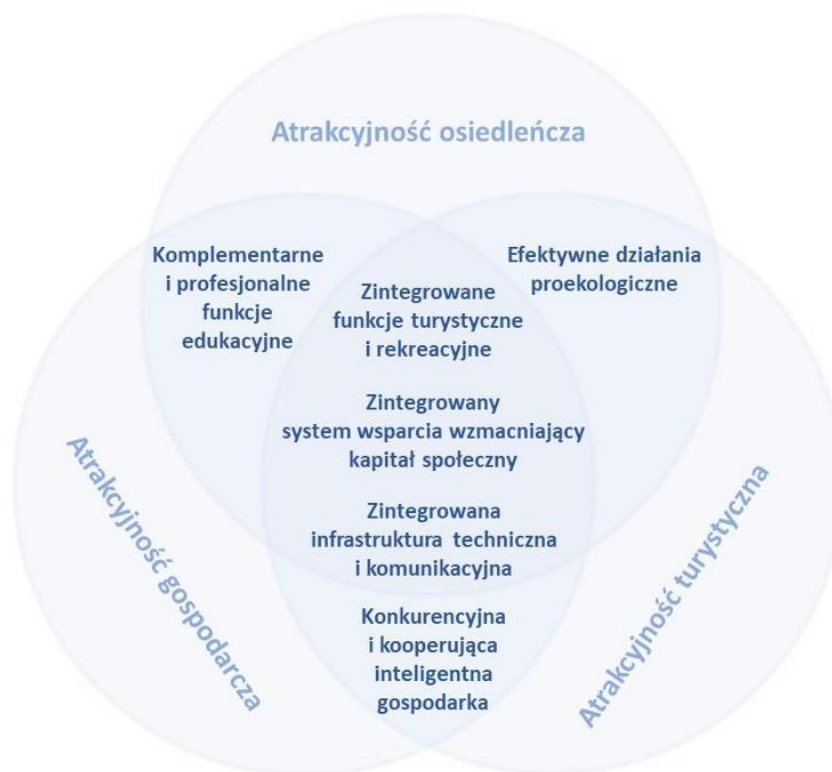 Atrakcyjność osiedleńcza
Komplementarne
i profesjonalne
funkcje
edukacyjne
Efektywne działania
proekologiczne
Zintegrowane
funkcje turystyczne
i rekreacyjne
Zintegrowany
system wsparcia wzmacniający
kapitał społeczny
Zintegrowana
infrastruktura techniczna
i komunikacyjna
Konkurencyjna
i kooperująca
inteligentna
gospodarka
Atrakcyjność gospodarcza
Atrakcyjność turystyczna